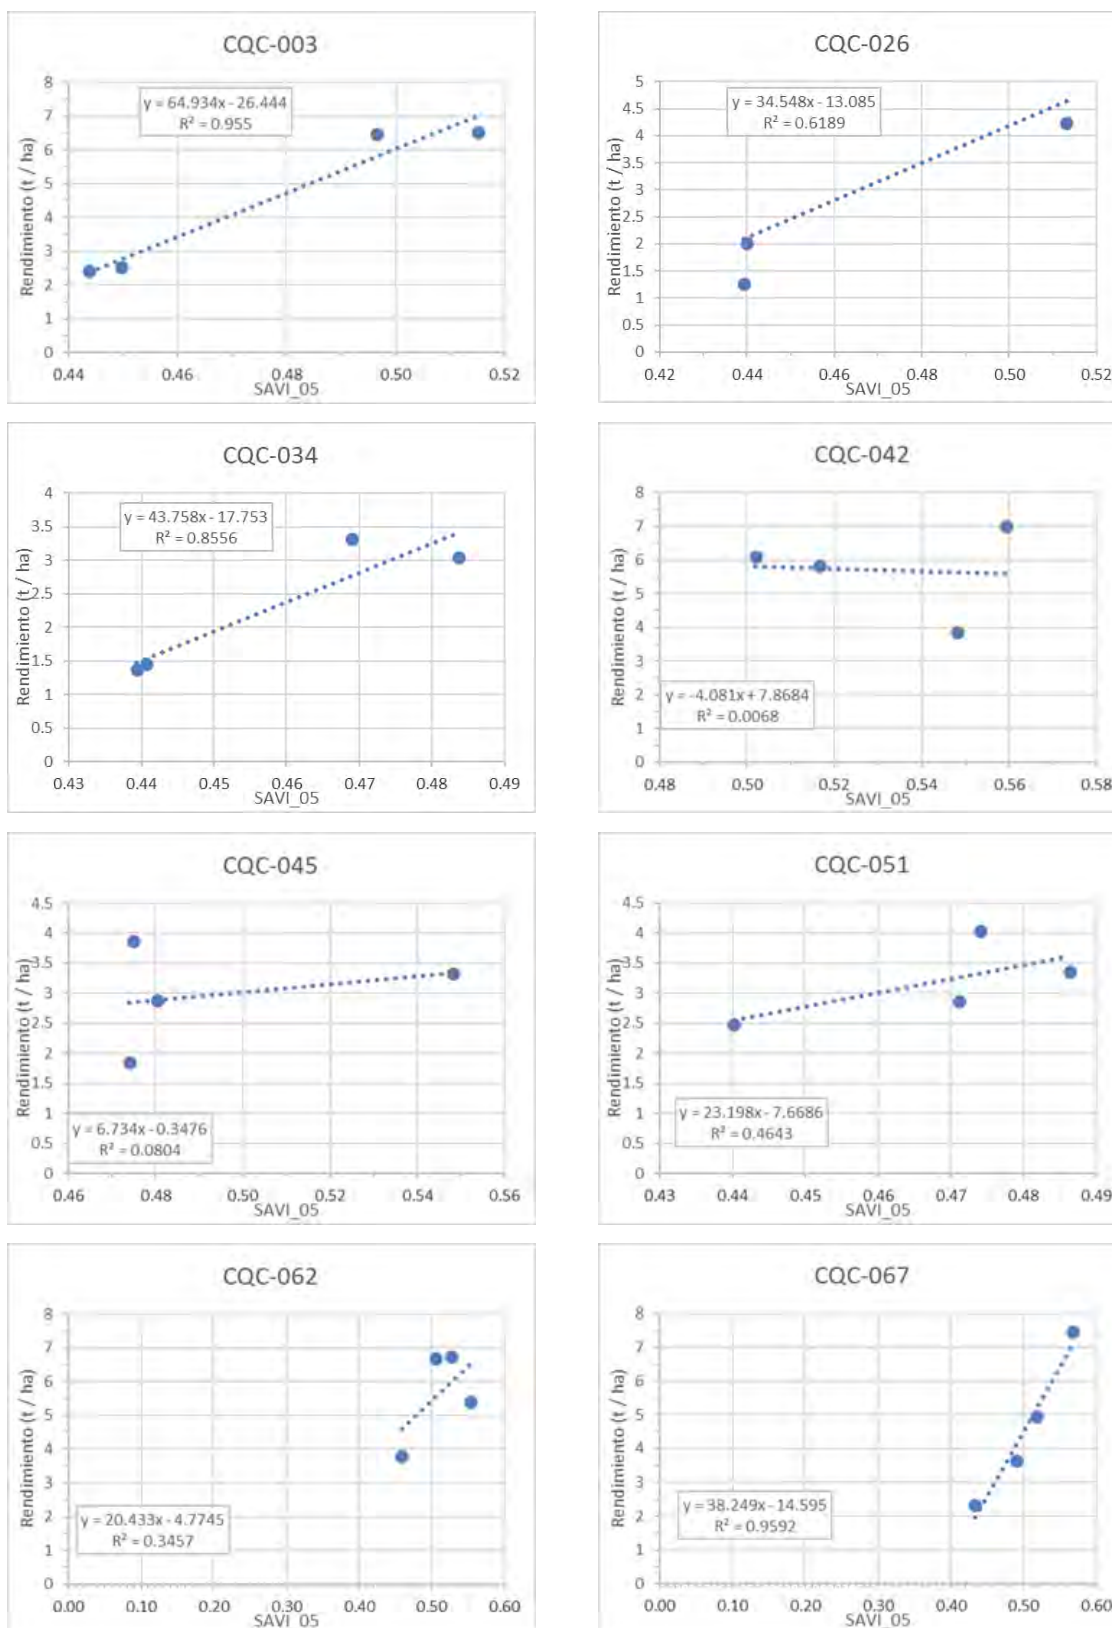 CQC-003
8
7
6
5
4
3
2
1
0
Rendimiento (t / ha)
y = 64.934x - 26.444
R² = 0.955
0.44 0.46 0.48 0.50 0.52
SAVI_05
CQC-026
5
4.5
4
3.5
3
2.5
2
1.5
1
0.5
0
Rendimiento (t / ha)
y = 34.548x - 13.085
R² = 0.6189
0.42 0.44 0.46 0.48 0.50 0.52
SAVI_05
CQC-034
4
3.5
3
2.5
2
1.5
1
0.5
0
Rendimiento (t / ha)
y = 43.758x - 17.753
R² = 0.8556
0.43 0.44 0.45 0.46 0.47 0.48 0.49
SAVI_05
CQC-042
8
7
6
5
4
3
2
1
0
Rendimiento (t / ha)
y = -4.081x + 7.8684
R² = 0.0068
0.48 0.50 0.52 0.54 0.56 0.58
SAVI_05
CQC-045
4.5
4
3.5
3
2.5
2
1.5
1
0.5
0
Rendimiento (t / ha)
y = 6.734x - 0.3476
R² = 0.0804
0.46 0.48 0.50 0.52 0.54 0.56
SAVI_05
CQC-051
4.5
4
3.5
3
2.5
2
1.5
1
0.5
0
Rendimiento (t / ha)
y = 23.198x - 7.6686
R² = 0.4643
0.43 0.44 0.45 0.46 0.47 0.48 0.49
SAVI_05
CQC-062
8
7
6
5
4
3
2
1
0
Rendimiento (t / ha)
y = 20.433x - 4.7745
R² = 0.3457
0.00 0.10 0.20 0.30 0.40 0.50 0.60
SAVI_05
CQC-067
8
7
6
5
4
3
2
1
0
Rendimiento (t / ha)
y = 38.249x - 14.595
R² = 0.9592
0.00 0.10 0.20 0.30 0.40 0.50 0.60
SAVI_05